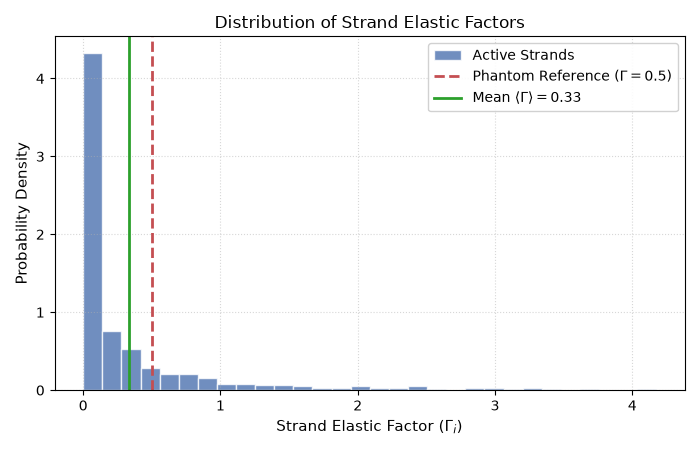 Distribution of Strand Elastic Factors
Active Strands
Phantom Reference (Γ = 0.5)
Mean ⟨Γ⟩ = 0.33
Probability Density
4
3
2
1
0
0 1 2 3 4
Strand Elastic Factor (Γᵢ)